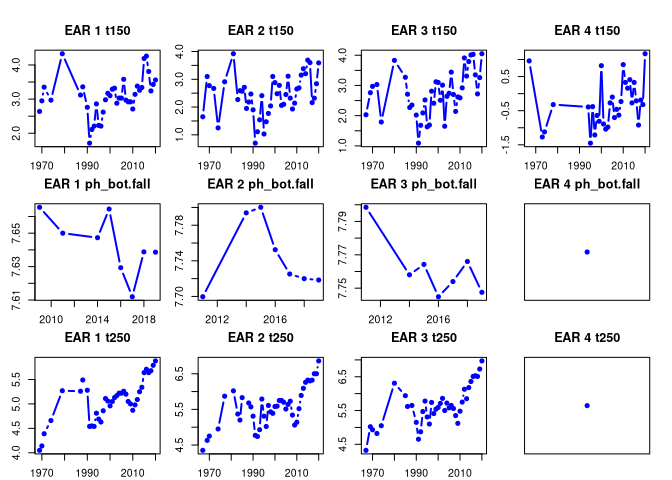 EAR 1 t150
2.0 3.0 4.0
1970 1990 2010
EAR 2 t150
1.0 2.0 3.0 4.0
1970 1990 2010
EAR 3 t150
1.0 2.0 3.0 4.0
1970 1990 2010
EAR 4 t150
-1.5 -0.5 0.5
1970 1990 2010
EAR 1 ph_bot.fall
7.61 7.63 7.65
2010 2014 2018
EAR 2 ph_bot.fall
7.70 7.74 7.78
2012 2016
EAR 3 ph_bot.fall
7.75 7.77 7.79
2012 2016
EAR 4 ph_bot.fall
EAR 1 t250
4.0 4.5 5.5
1970 1990 2010
EAR 2 t250
4.5 5.5 6.5
1970 1990 2010
EAR 3 t250
4.5 5.5 6.5
1970 1990 2010
EAR 4 t250